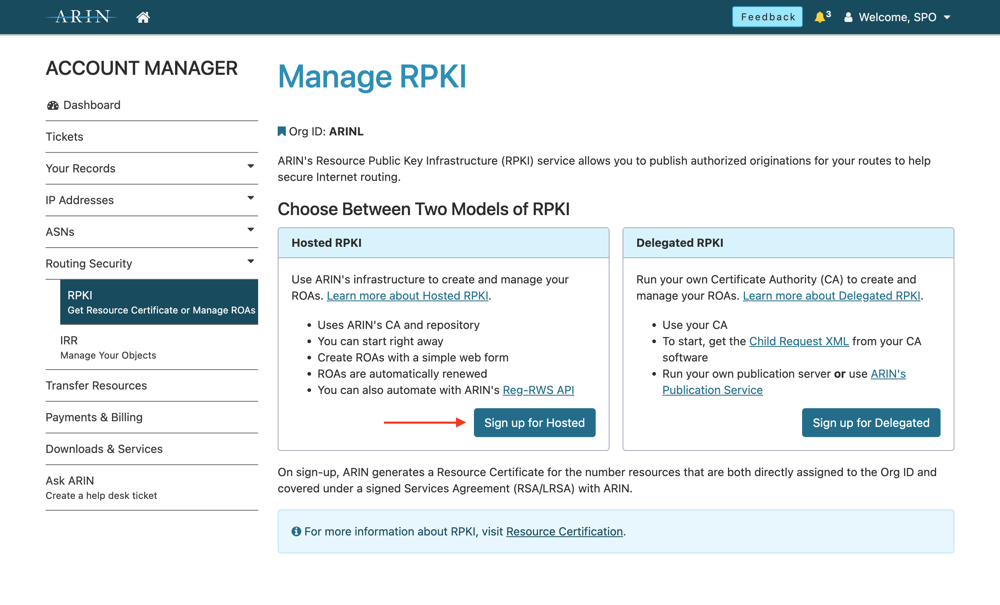 ARIN
Feedback
3
Welcome, SPO
ACCOUNT MANAGER
Dashboard
Tickets
Your Records
IP Addresses
ASNs
Routing Security
RPKI
Get Resource Certificate or Manage ROAs
IRR
Manage Your Objects
Transfer Resources
Payments & Billing
Downloads & Services
Ask ARIN
Create a help desk ticket
Manage RPKI
Org ID: ARINL
ARIN's Resource Public Key Infrastructure (RPKI) service allows you to publish authorized originations for your routes to help
secure Internet routing.
Choose Between Two Models of RPKI
Hosted RPKI
Use ARIN's infrastructure to create and manage your
ROAs. Learn more about Hosted RPKI.
• Uses ARIN's CA and repository
• You can start right away
• Create ROAs with a simple web form
• ROAs are automatically renewed
• You can also automate with ARIN's Reg-RWS API
Sign up for Hosted
Delegated RPKI
Run your own Certificate Authority (CA) to create and
manage your ROAs. Learn more about Delegated RPKI.
• Use your CA
• To start, get the Child Request XML from your CA
software
• Run your own publication server or use ARIN's
Publication Service
Sign up for Delegated
On sign-up, ARIN generates a Resource Certificate for the number resources that are both directly assigned to the Org ID and
covered under a signed Services Agreement (RSA/LRSA) with ARIN.
For more information about RPKI, visit Resource Certification.